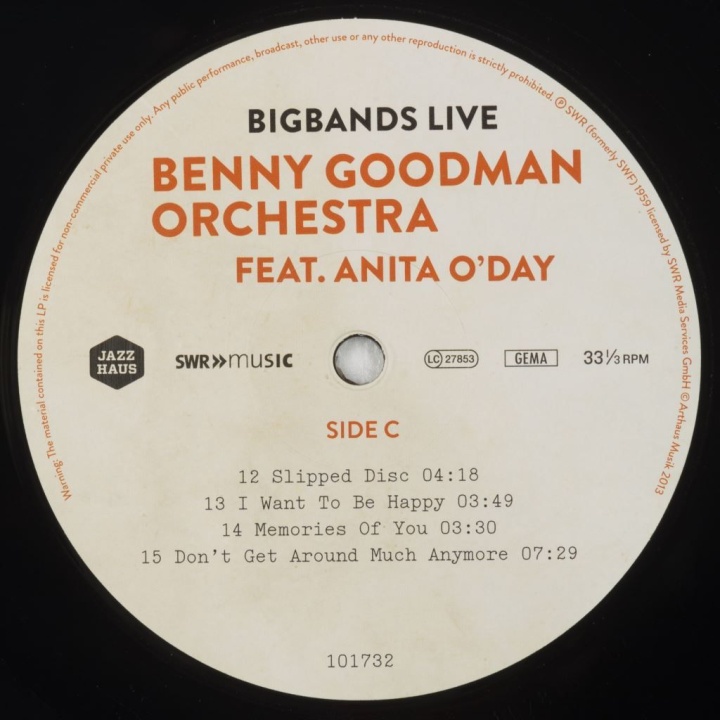 Warning: The material contained on this LP is licensed for non-commercial private use only. Any public performance, broadcast, other use or any other reproduction is strictly prohibited. ℗ SWR (formerly SWF) 1959 licensed by SWR Media Services GmbH © Arthaus Musik 2013
BIGBANDS LIVE
BENNY GOODMAN
ORCHESTRA
FEAT. ANITA O'DAY
JAZZ
HAUS
SWR»music
LC 27853
GEMA
33⅓ RPM
SIDE C
12 Slipped Disc 04:18
13 I Want To Be Happy 03:49
14 Memories Of You 03:30
15 Don't Get Around Much Anymore 07:29
101732